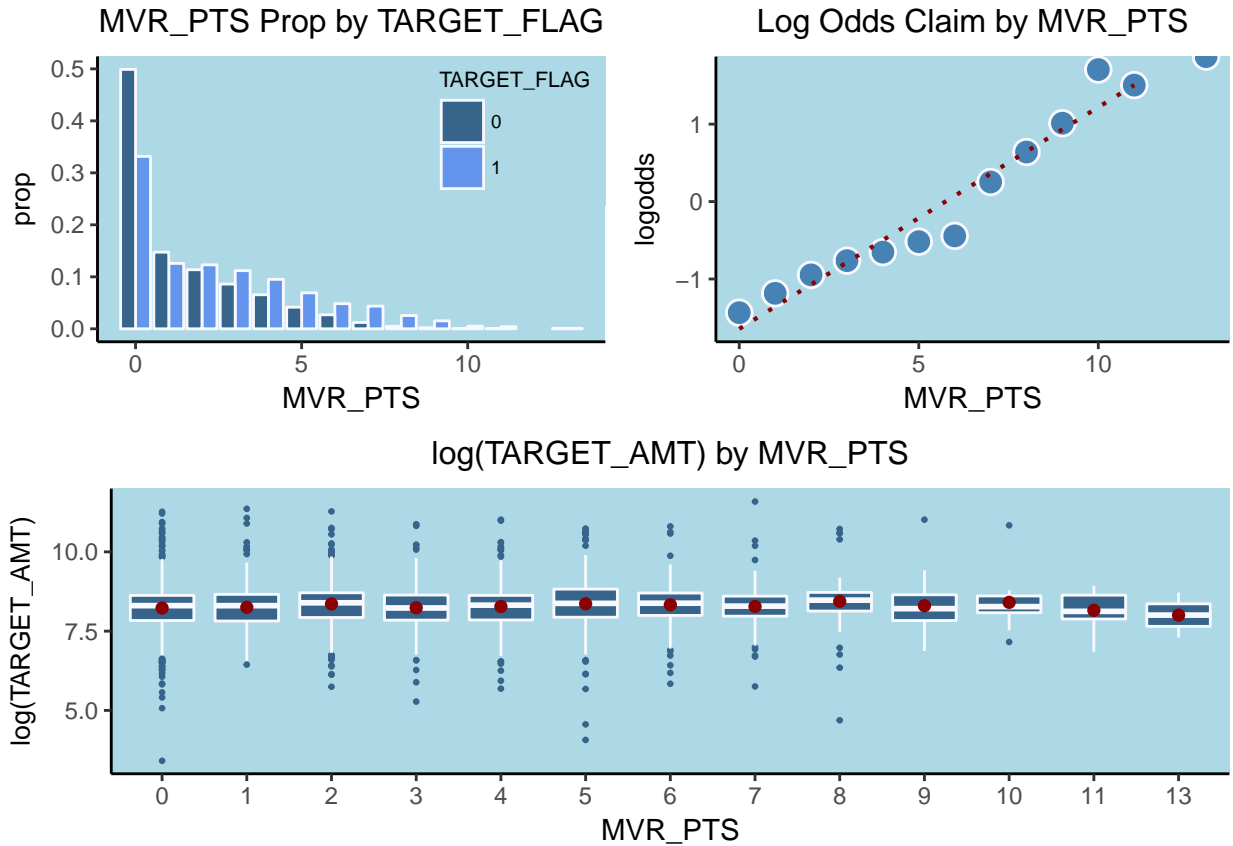 MVR_PTS Prop by TARGET_FLAG
0.5
0.4
0.3
0.2
0.1
0.0
prop
TARGET_FLAG
0
1
0 5 10
MVR_PTS
Log Odds Claim by MVR_PTS
1
0
−1
logodds
0 5 10
MVR_PTS
log(TARGET_AMT) by MVR_PTS
10.0
7.5
5.0
log(TARGET_AMT)
0 1 2 3 4 5 6 7 8 9 10 11 13
MVR_PTS